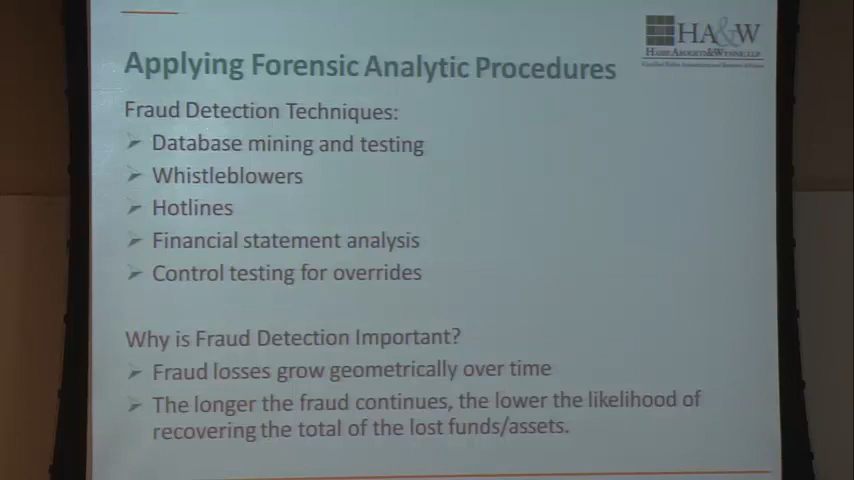 HA&W
Applying Forensic Analytic Procedures
Fraud Detection Techniques:
Database mining and testing
Whistleblowers
Hotlines
Financial statement analysis
Control testing for overrides
Why is Fraud Detection Important?
Fraud losses grow geometrically over time
The longer the fraud continues, the lower the likelihood of
recovering the total of the lost funds/assets.